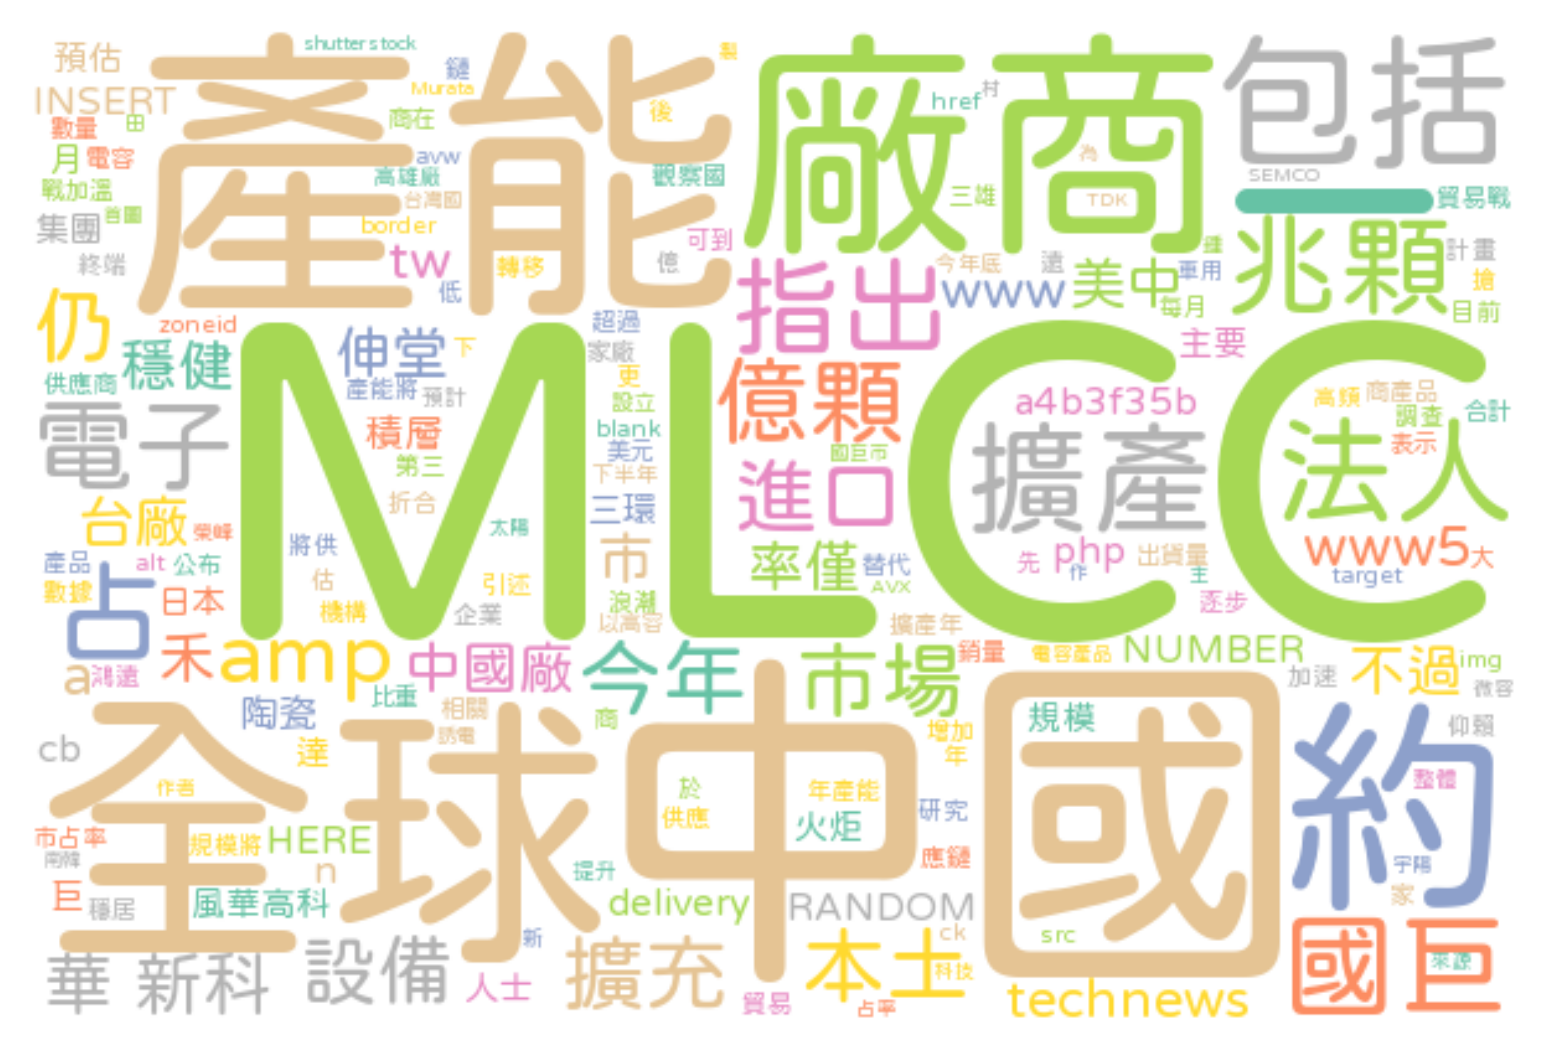 產能
廠商
包括
預估
INSERT
shutterstock
鏈
Murata
製
後
href
村
數量
田
月
電容
商在
avw
高雄廠
觀察國
為
SEMCO
一
貿易戰
戰加溫
首圖
台灣國
三雄
TDK
集團
border
可到
兆顆
計畫
終端
tw
轉移
億
今年底
遠
鍾
軍用
搶
低
指出
www
美中
每月
目前
仍
zoneid
伸堂
下
超過
家廠
主要
穩健
MLCC
供應商
產能將
預計
更
億顆
a4b3f35b
高頻
商產品
電子
積層
設立
blank
調查
合計
第三
美元
國巨市
擴產
法人
表示
下半年
進口
台廠
榮峰
折合
三環
太陽
將供
市
率僅
替代
先
php
出貨量
www5
大
產品
alt
公布
估
引述
AVX
作
主
target
數據
占
日本
機構
企業
浪潮
以高容
擴產年
逐步
禾
amp
中國廠
今年
市場
銷量
電容產品
NUMBER
不過
img
a
鴻遠
比重
加速
微容
陶瓷
相關
商
規模
約
仰賴
cb
全球
中國
達
誘電
增加
年
作者
於
年產能
整體
供應
火炬
研究
市占率
規模將
HERE
南韓
n
提升
應鏈
宇陽
家
巨
穩居
風華高科
delivery
RANDOM
src
國巨
華
新科
設備
新
人士
擴充
本土
ck
科技
來源
貿易
占率
technews